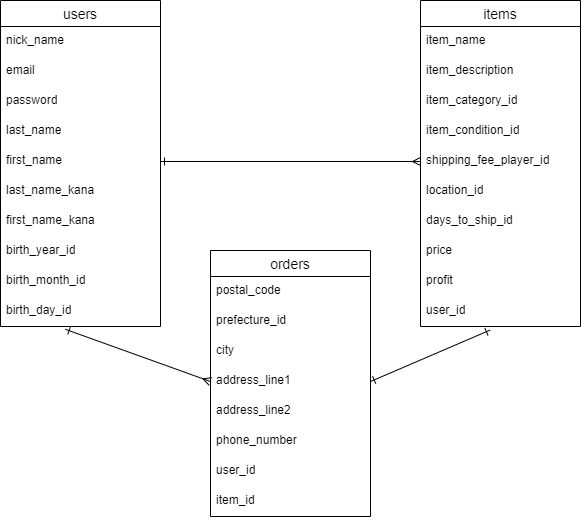 users
nick_name
email
password
last_name
first_name
last_name_kana
first_name_kana
birth_year_id
birth_month_id
birth_day_id
items
item_name
item_description
item_category_id
item_condition_id
shipping_fee_player_id
location_id
days_to_ship_id
price
profit
user_id
orders
postal_code
prefecture_id
city
address_line1
address_line2
phone_number
user_id
item_id